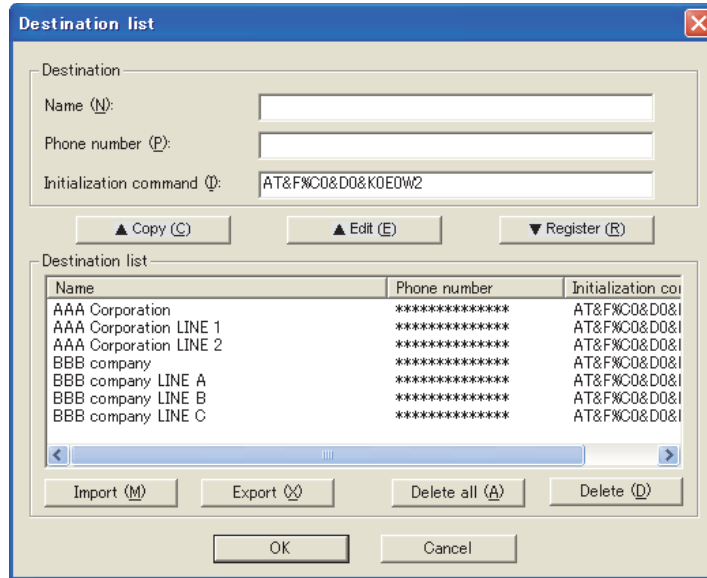 Destination list
Destination
Name (N):
Phone number (P):
Initialization command (I): AT&F%C0&D0&K0E0W2
▲ Copy (C) ▲ Edit (E) ▼ Register (R)
Destination list
Name Phone number Initialization co
AAA Corporation ************** AT&F%C0&D0&
AAA Corporation LINE 1 ************** AT&F%C0&D0&
AAA Corporation LINE 2 ************** AT&F%C0&D0&
BBB company ************** AT&F%C0&D0&
BBB company LINE A ************** AT&F%C0&D0&
BBB company LINE B ************** AT&F%C0&D0&
BBB company LINE C ************** AT&F%C0&D0&
Import (M) Export (X) Delete all (A) Delete (D)
OK Cancel